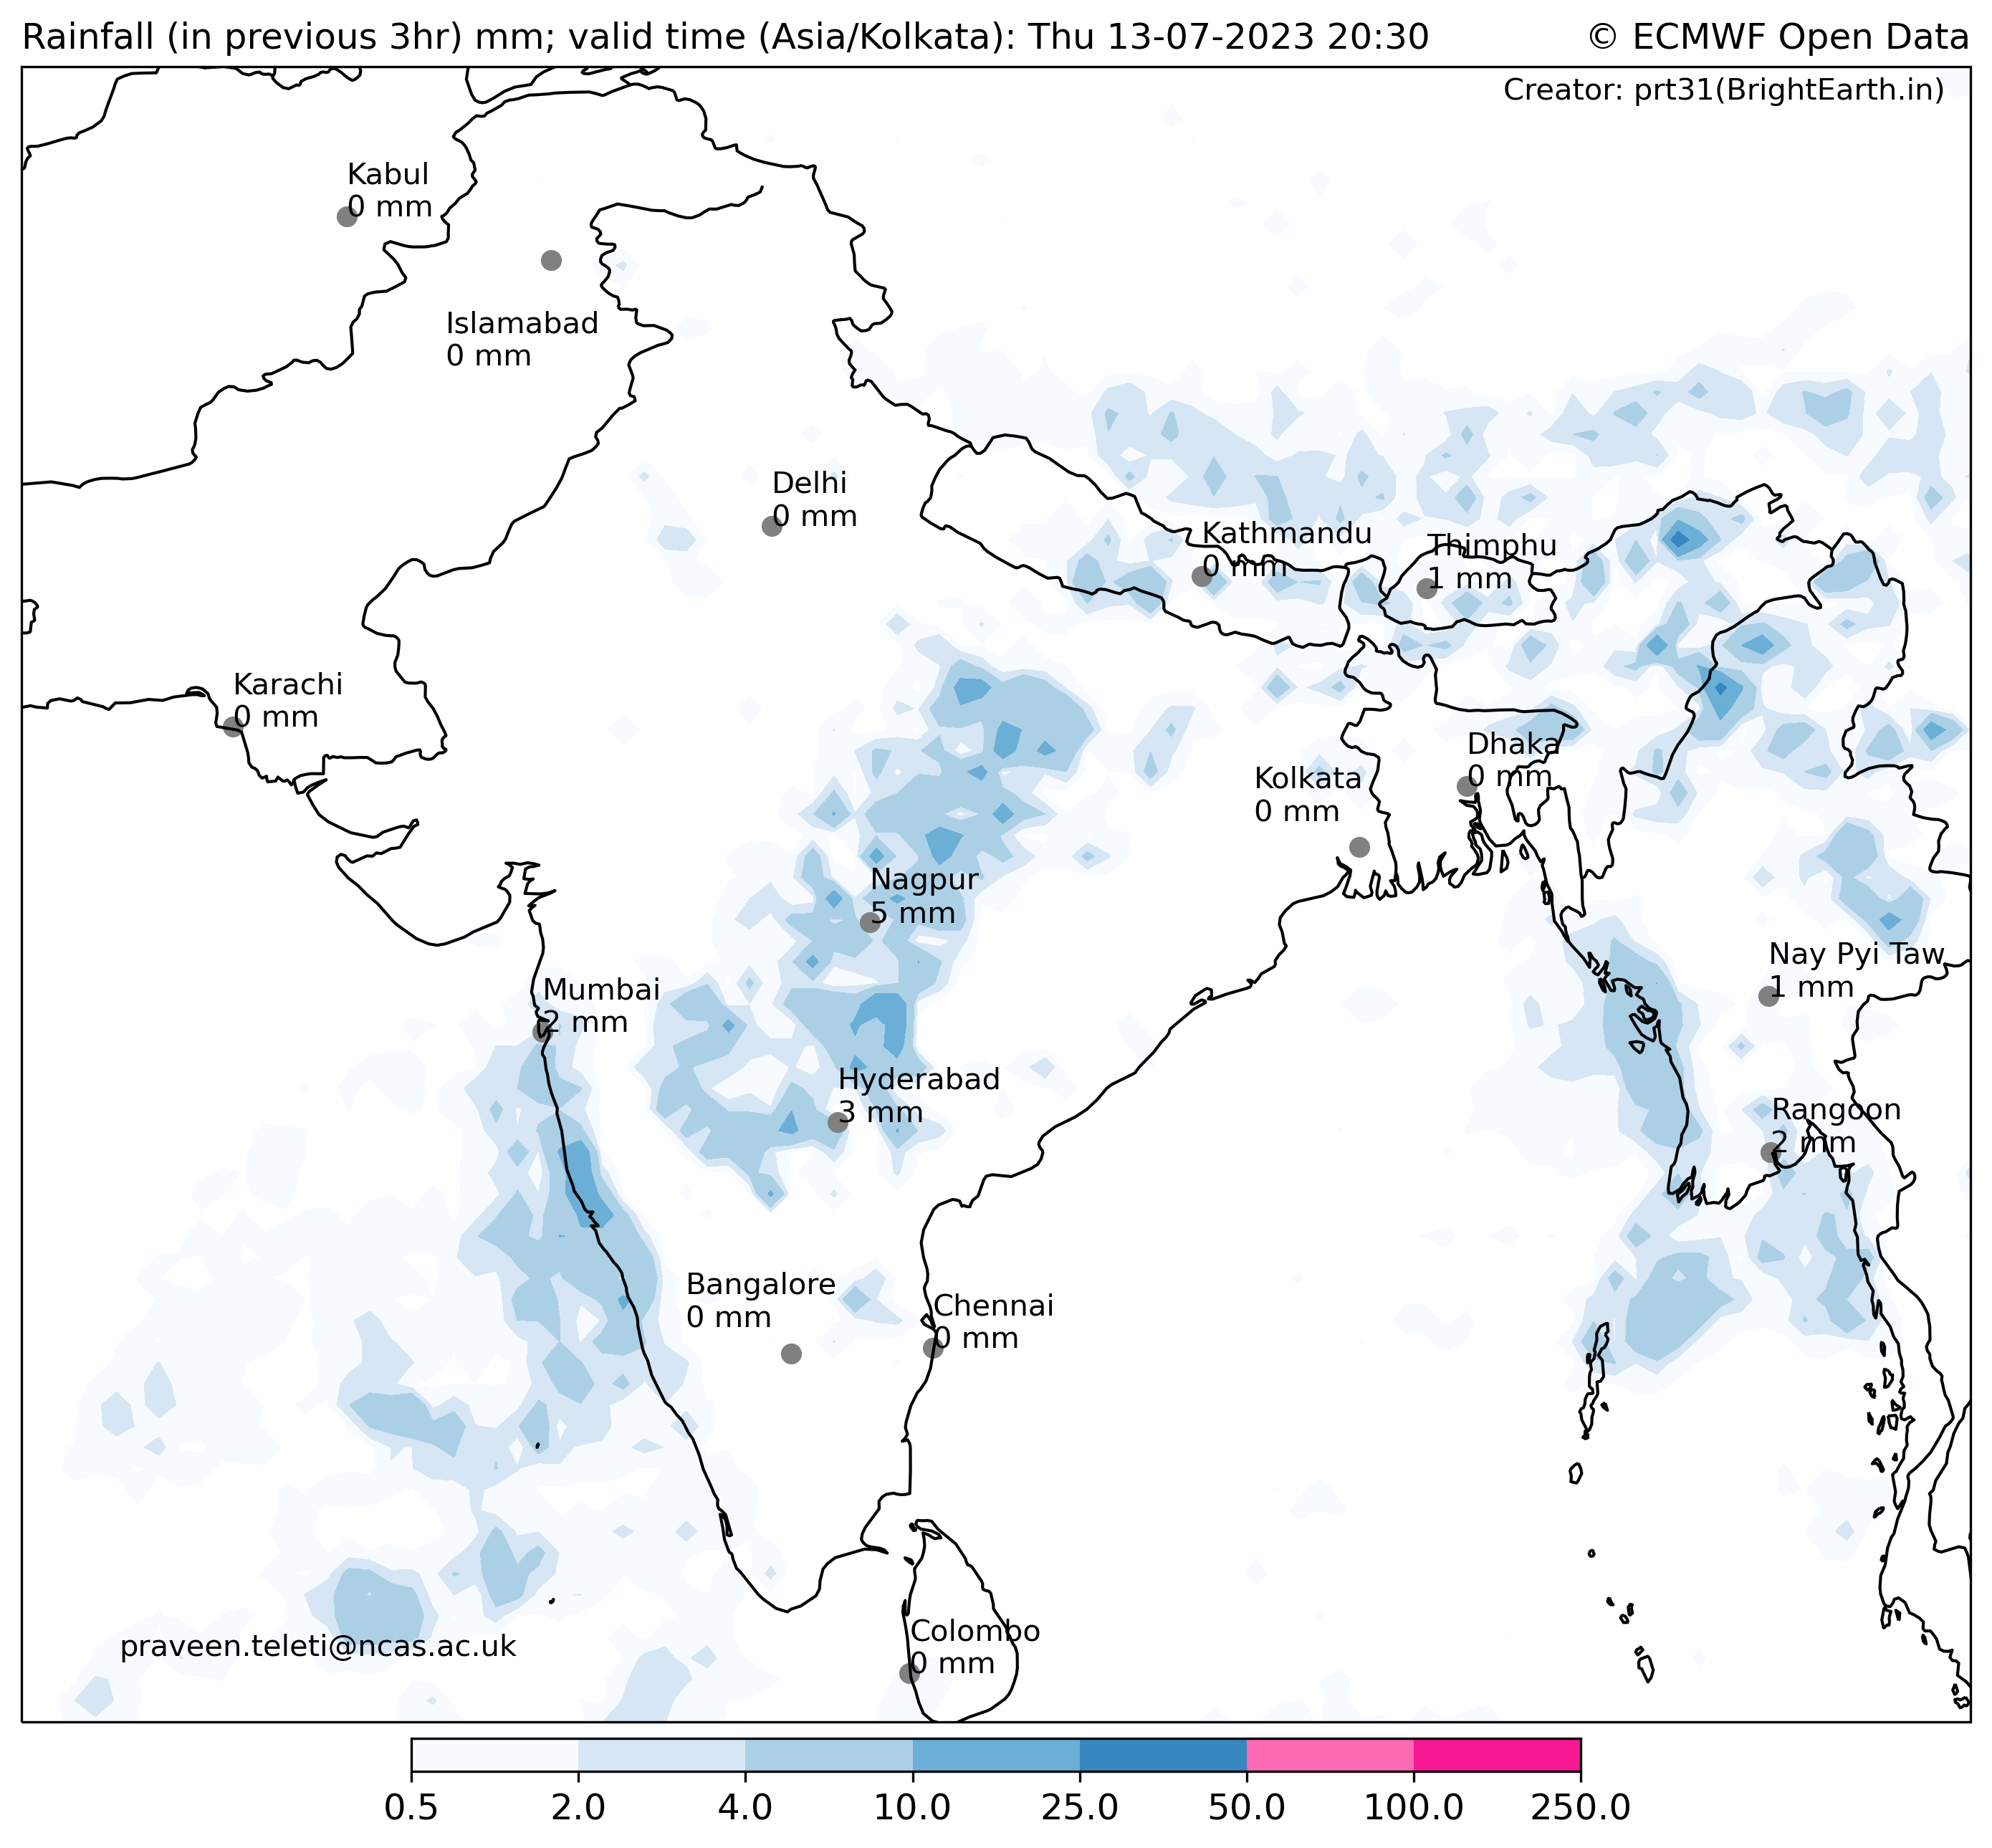 Rainfall (in previous 3hr) mm; valid time (Asia/Kolkata): Thu 13-07-2023 20:30
© ECMWF Open Data
Creator: prt31(BrightEarth.in)
Kabul
0 mm
Islamabad
0 mm
Delhi
0 mm
Kathmandu
0 mm
Thimphu
1 mm
Karachi
0 mm
Dhaka
0 mm
Kolkata
0 mm
Nagpur
5 mm
Nay Pyi Taw
1 mm
Mumbai
2 mm
Hyderabad
3 mm
Rangoon
2 mm
Bangalore
0 mm
Chennai
0 mm
Colombo
0 mm
praveen.teleti@ncas.ac.uk
0.5 2.0 4.0 10.0 25.0 50.0 100.0 250.0